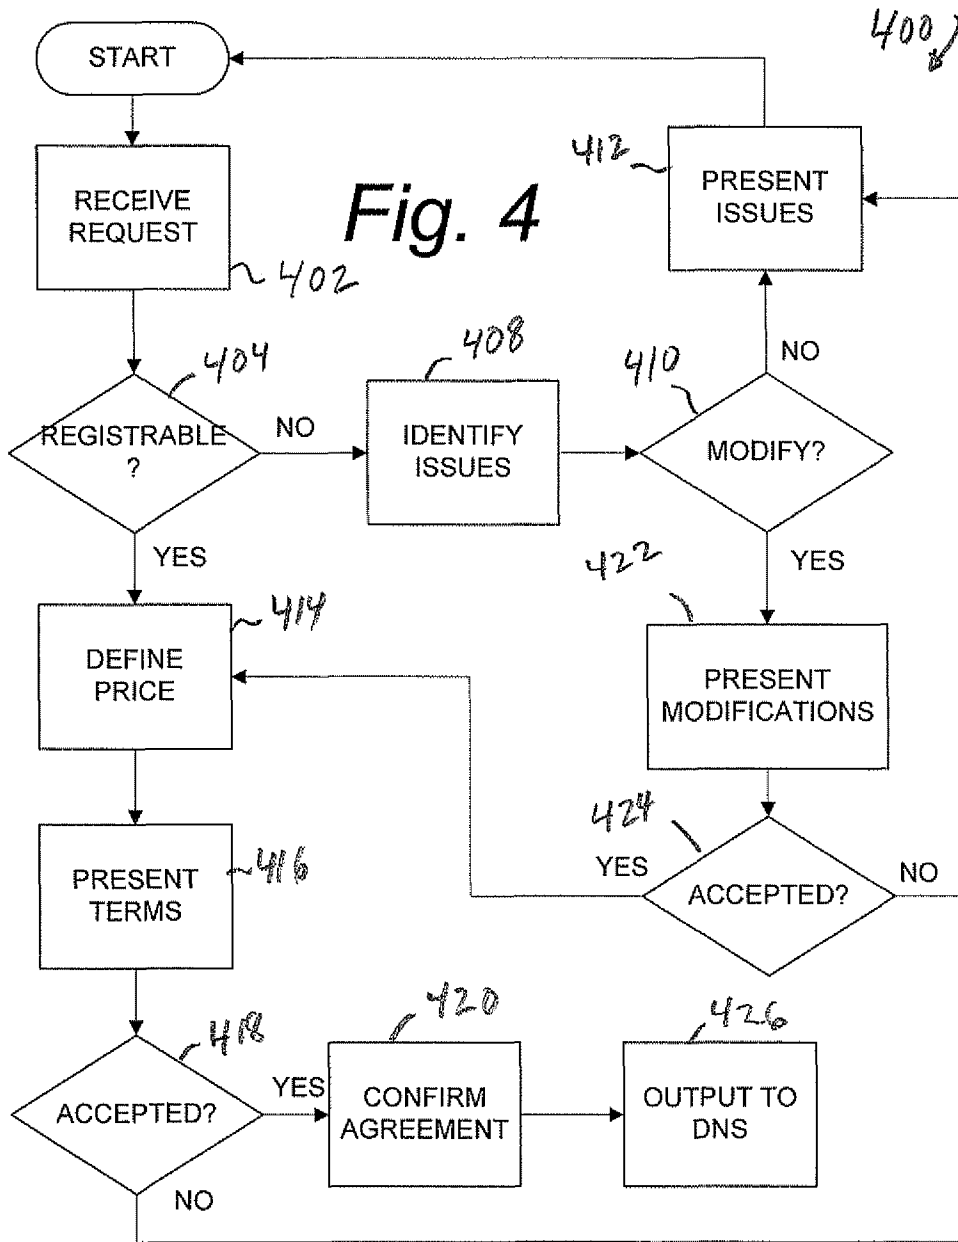 400
START
412
PRESENT
ISSUES
RECEIVE
REQUEST
Fig. 4
402
404
408
410
NO
REGISTRABLE
?
NO
IDENTIFY
ISSUES
MODIFY?
YES
422
YES
414
DEFINE
PRICE
PRESENT
MODIFICATIONS
424
YES
ACCEPTED?
NO
PRESENT
TERMS
416
418
420
426
ACCEPTED?
YES
CONFIRM
AGREEMENT
OUTPUT TO
DNS
NO